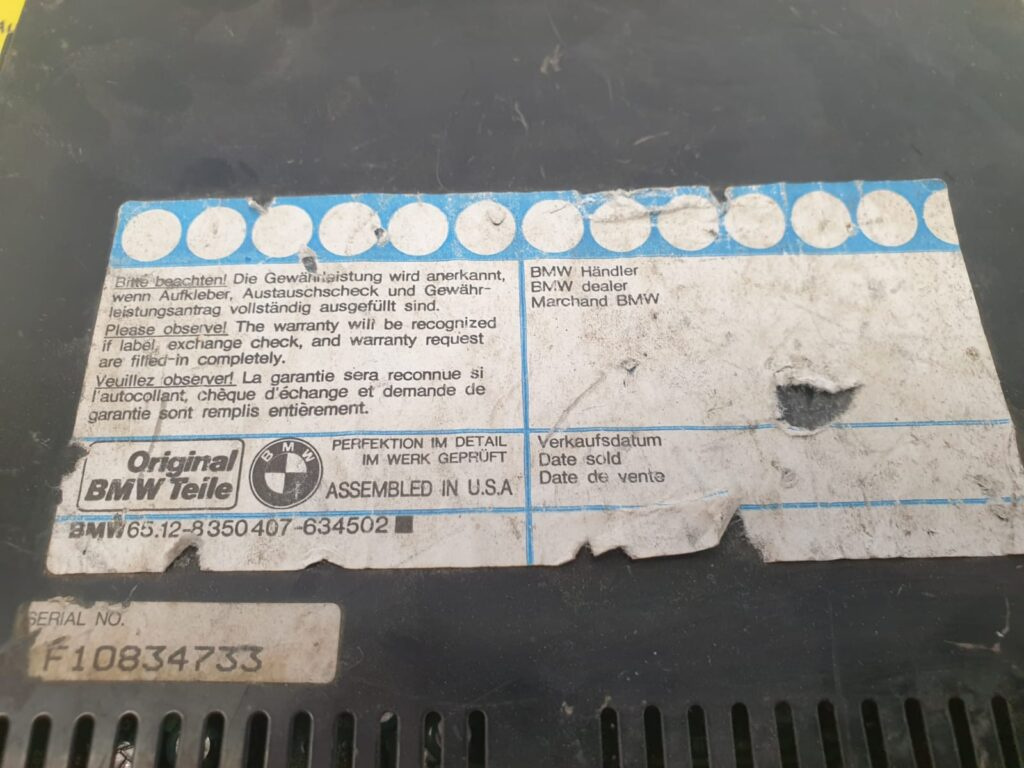 Bitte beachten! Die Gewährleistung wird anerkannt,
wenn Aufkleber, Austauschscheck und Gewähr-
leistungsantrag vollständig ausgefüllt sind.
Please observe! The warranty will be recognized
if label, exchange check, and warranty request
are filled-in completely.
Veuillez observer! La garantie sera reconnue si
l'autocollant, chèque d'échange et demande de
garantie sont remplis entièrement.
BMW Händler
BMW dealer
Marchand BMW
Original
BMW Teile
BMW
PERFEKTION IM DETAIL
IM WERK GEPRÜFT
ASSEMBLED IN U.S.A
Verkaufsdatum
Date sold
Date de vente
BMW 65.12-8350407-634502
SERIAL NO.
F10834733